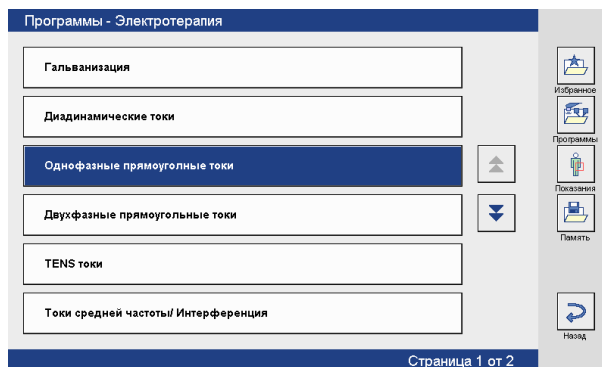 Программы - Электротерапия
Гальванизация
Диадинамические токи
Однофазные прямоуголные токи
Двухфазные прямоугольные токи
TENS токи
Токи средней частоты/ Интерференция
Избранное
Программы
Показания
Память
Назад
Страница 1 от 2